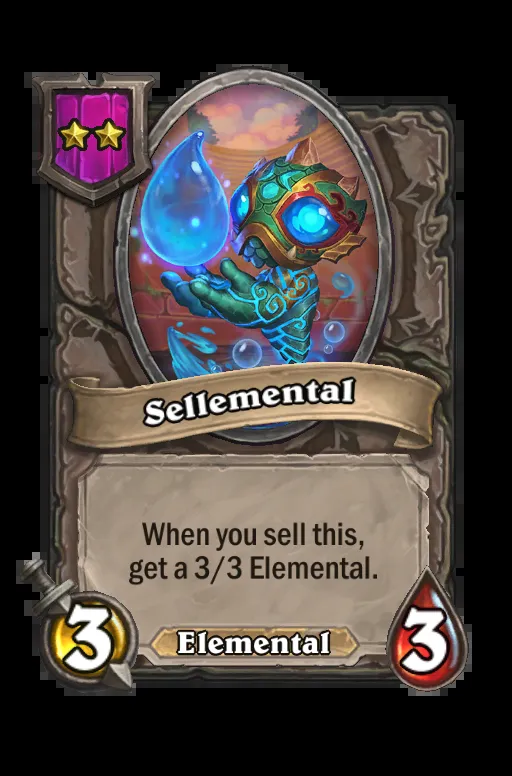 Sellemental
When you sell this,
get a 3/3 Elemental.
3
Elemental
3